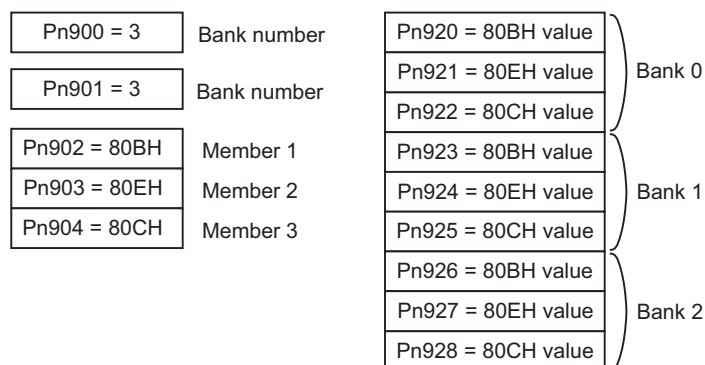 Pn900 = 3 Bank number
Pn901 = 3 Bank number
Pn902 = 80BH Member 1
Pn903 = 80EH Member 2
Pn904 = 80CH Member 3
Pn920 = 80BH value
Pn921 = 80EH value
Pn922 = 80CH value
Bank 0
Pn923 = 80BH value
Pn924 = 80EH value
Pn925 = 80CH value
Bank 1
Pn926 = 80BH value
Pn927 = 80EH value
Pn928 = 80CH value
Bank 2